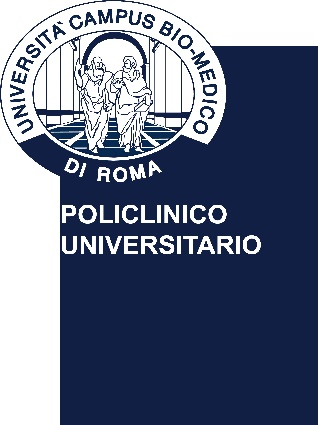 UNIVERSITA' CAMPUS BIO-MEDICO
DI ROMA
POLICLINICO
UNIVERSITARIO